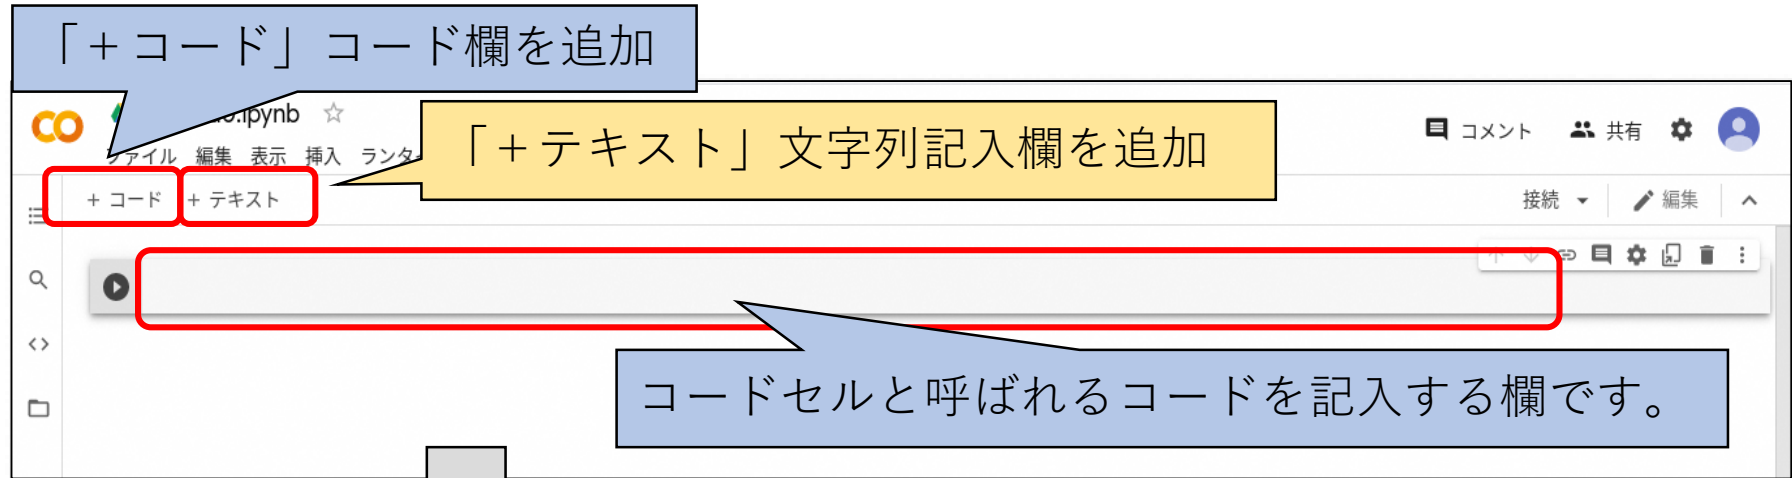 「+コード」コード欄を追加
.ipynb
「+テキスト」文字列記入欄を追加
コメント 共有
ファイル 編集 表示 挿入
+ コード + テキスト
接続 編集
コードセルと呼ばれるコードを記入する欄です。